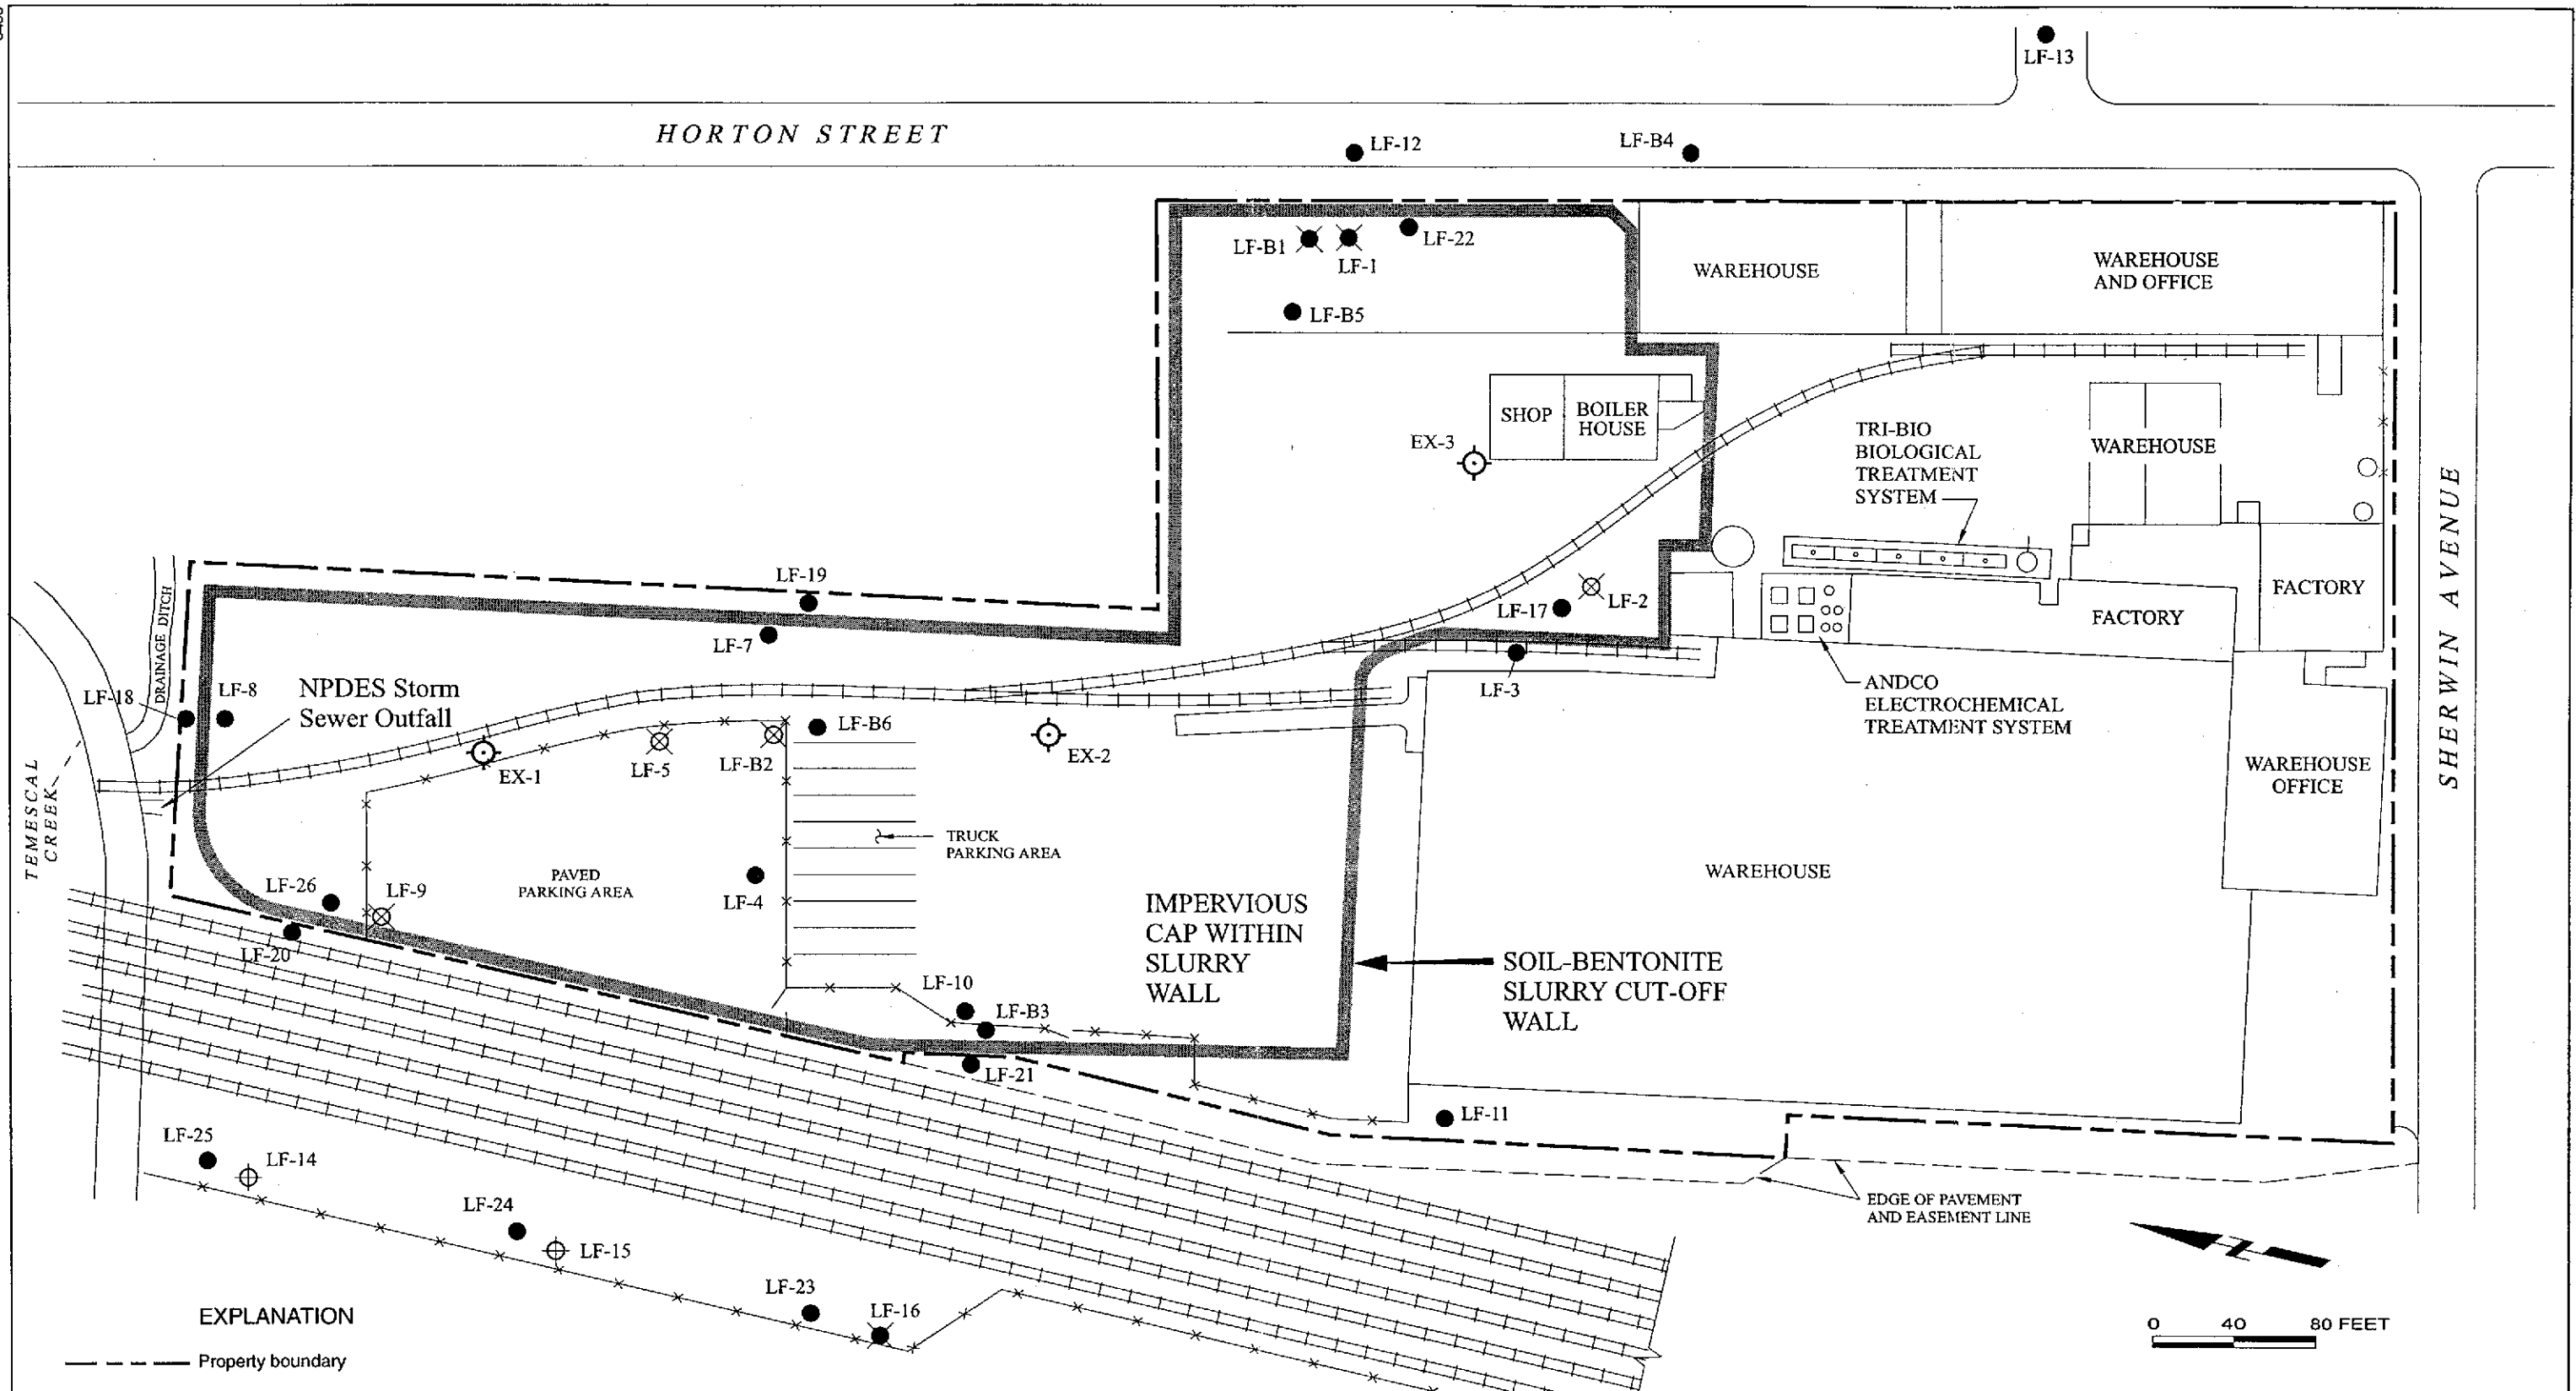 LF-13
HORTON STREET
LF-12
LF-B4
LF-B1
LF-1
LF-22
LF-B5
WAREHOUSE
WAREHOUSE
AND OFFICE
SHOP
BOILER
HOUSE
EX-3
TRI-BIO
BIOLOGICAL
TREATMENT
SYSTEM
WAREHOUSE
SHERWIN AVENUE
LF-19
LF-7
LF-17
LF-2
FACTORY
FACTORY
DRAINAGE DITCH
LF-18
LF-8
NPDES Storm
Sewer Outfall
LF-3
ANDCO
ELECTROCHEMICAL
TREATMENT SYSTEM
EX-1
LF-5
LF-B2
LF-B6
EX-2
WAREHOUSE
OFFICE
TEMESCAL
CREEK
TRUCK
PARKING AREA
PAVED
PARKING AREA
LF-26
LF-9
LF-4
LF-20
WAREHOUSE
IMPERVIOUS
CAP WITHIN
SLURRY
WALL
SOIL-BENTONITE
SLURRY CUT-OFF
WALL
LF-10
LF-B3
LF-21
LF-11
LF-25
LF-14
LF-24
LF-15
LF-23
LF-16
EDGE OF PAVEMENT
AND EASEMENT LINE
EXPLANATION
Property boundary
0 40 80 FEET